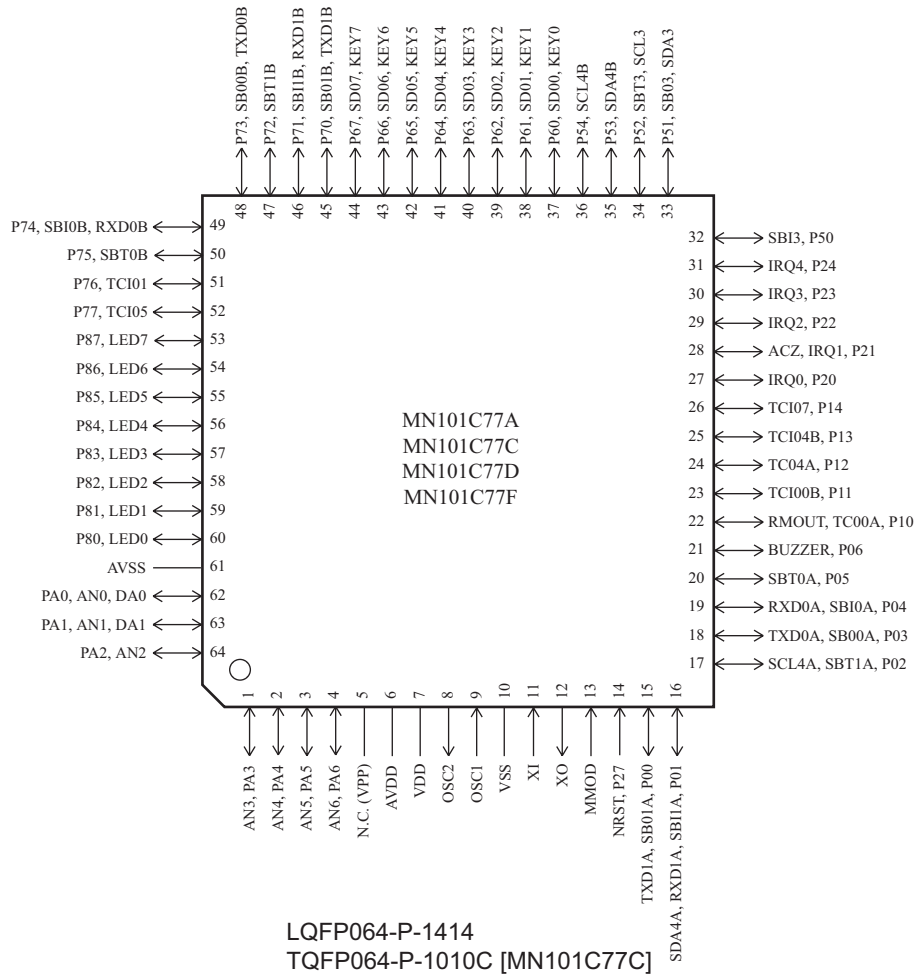 P73, SB00B, TXD0B
P72, SBT1B
P71, SBI1B, RXD1B
P70, SB01B, TXD1B
P67, SD07, KEY7
P66, SD06, KEY6
P65, SD05, KEY5
P64, SD04, KEY4
P63, SD03, KEY3
P62, SD02, KEY2
P61, SD01, KEY1
P60, SD00, KEY0
P54, SCL4B
P53, SDA4B
P52, SBT3, SCL3
P51, SB03, SDA3
48 47 46 45 44 43 42 41 40 39 38 37 36 35 34 33
P74, SBI0B, RXD0B 49
P75, SBT0B 50
P76, TCI01 51
P77, TCI05 52
P87, LED7 53
P86, LED6 54
P85, LED5 55
P84, LED4 56
P83, LED3 57
P82, LED2 58
P81, LED1 59
P80, LED0 60
AVSS 61
PA0, AN0, DA0 62
PA1, AN1, DA1 63
PA2, AN2 64
MN101C77A
MN101C77C
MN101C77D
MN101C77F
32 SBI3, P50
31 IRQ4, P24
30 IRQ3, P23
29 IRQ2, P22
28 ACZ, IRQ1, P21
27 IRQ0, P20
26 TCI07, P14
25 TCI04B, P13
24 TC04A, P12
23 TCI00B, P11
22 RMOUT, TC00A, P10
21 BUZZER, P06
20 SBT0A, P05
19 RXD0A, SBI0A, P04
18 TXD0A, SB00A, P03
17 SCL4A, SBT1A, P02
1 2 3 4 5 6 7 8 9 10 11 12 13 14 15 16
AN3, PA3
AN4, PA4
AN5, PA5
AN6, PA6
N.C. (VPP)
AVDD
VDD
OSC2
OSC1
VSS
XI
XO
MMOD
NRST, P27
TXD1A, SB01A, P00
SDA4A, RXD1A, SBI1A, P01
LQFP064-P-1414
TQFP064-P-1010C [MN101C77C]